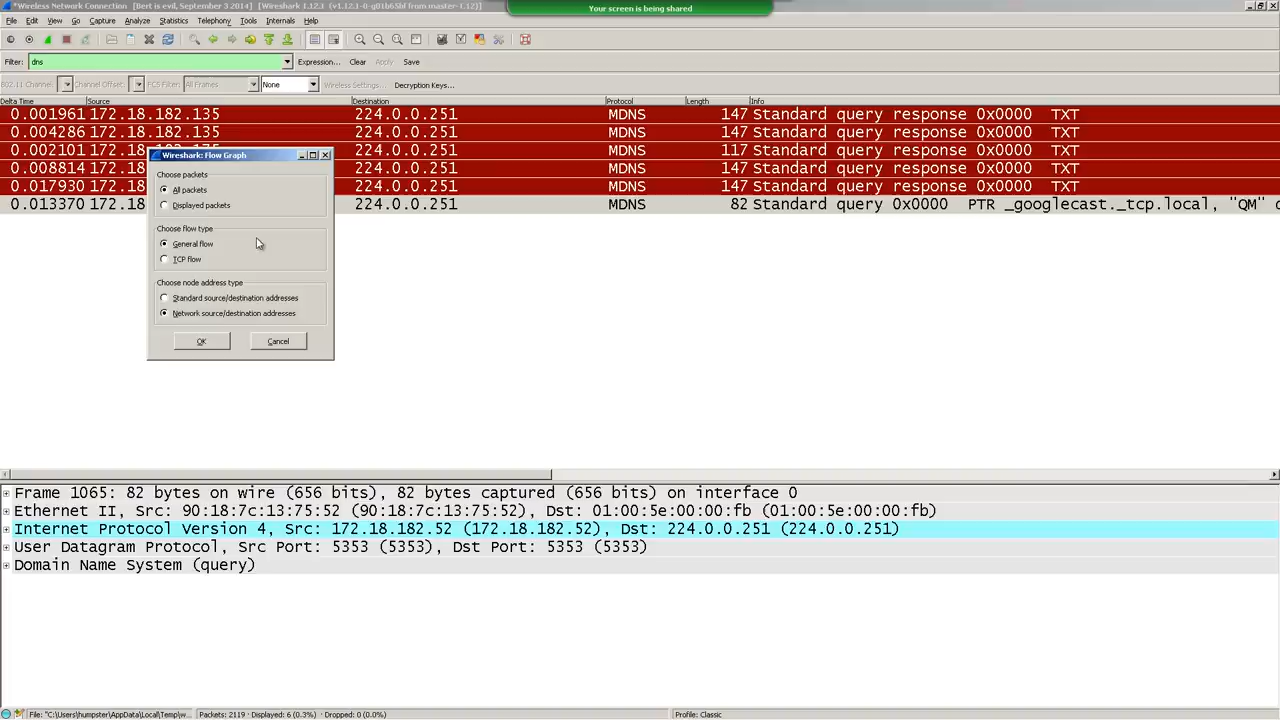 *Wireless Network Connection [Bert is evil, September 3 2014] [Wireshark 1.12.1
Your screen is being shared
File Edit View Go Capture Analyze Statistics Telephony Tools Internals Help
Filter: dns Expression... Clear Apply Save
802.11 Channel: Channel Offset: FCS Filter: All Frames None Wireless Settings... Decryption Keys...
Delta Time Source Destination Protocol Length Info
0.001961 172.18.182.135 224.0.0.251 MDNS 147 Standard query response 0x0000 TXT
0.004286 172.18.182.135 224.0.0.251 MDNS 147 Standard query response 0x0000 TXT
0.002101 172.18.182.135 224.0.0.251 MDNS 117 Standard query response 0x0000 TXT
0.008814 172.18 224.0.0.251 MDNS 147 Standard query response 0x0000 TXT
0.017930 172.18 224.0.0.251 MDNS 147 Standard query response 0x0000 TXT
0.013370 172.18 224.0.0.251 MDNS 82 Standard query 0x0000 PTR _googlecast._tcp.local, "QM"
Wireshark: Flow Graph
Choose packets
All packets
Displayed packets
Choose flow type
General flow
TCP flow
Choose node address type
Standard source/destination addresses
Network source/destination addresses
OK Cancel
Frame 1065: 82 bytes on wire (656 bits), 82 bytes captured (656 bits) on interface 0
Ethernet II, Src: 90:18:7c:13:75:52 (90:18:7c:13:75:52), Dst: 01:00:5e:00:00:fb (01:00:5e:00:00:fb)
Internet Protocol Version 4, Src: 172.18.182.52 (172.18.182.52), Dst: 224.0.0.251 (224.0.0.251)
User Datagram Protocol, Src Port: 5353 (5353), Dst Port: 5353 (5353)
Domain Name System (query)
File: "C:\Users\humpster\AppData\Local\Temp\w... Packets: 2119 · Displayed: 6 (0.3%) · Dropped: 0 (0.0%) Profile: Classic